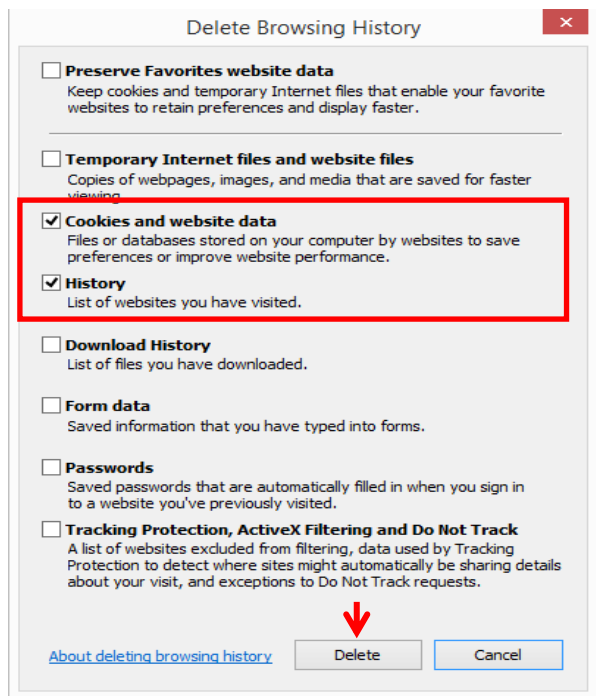 Delete Browsing History
Preserve Favorites website data
Keep cookies and temporary Internet files that enable your favorite
websites to retain preferences and display faster.
Temporary Internet files and website files
Copies of webpages, images, and media that are saved for faster
viewing.
Cookies and website data
Files or databases stored on your computer by websites to save
preferences or improve website performance.
History
List of websites you have visited.
Download History
List of files you have downloaded.
Form data
Saved information that you have typed into forms.
Passwords
Saved passwords that are automatically filled in when you sign in
to a website you've previously visited.
Tracking Protection, ActiveX Filtering and Do Not Track
A list of websites excluded from filtering, data used by Tracking
Protection to detect where sites might automatically be sharing details
about your visit, and exceptions to Do Not Track requests.
About deleting browsing history Delete Cancel